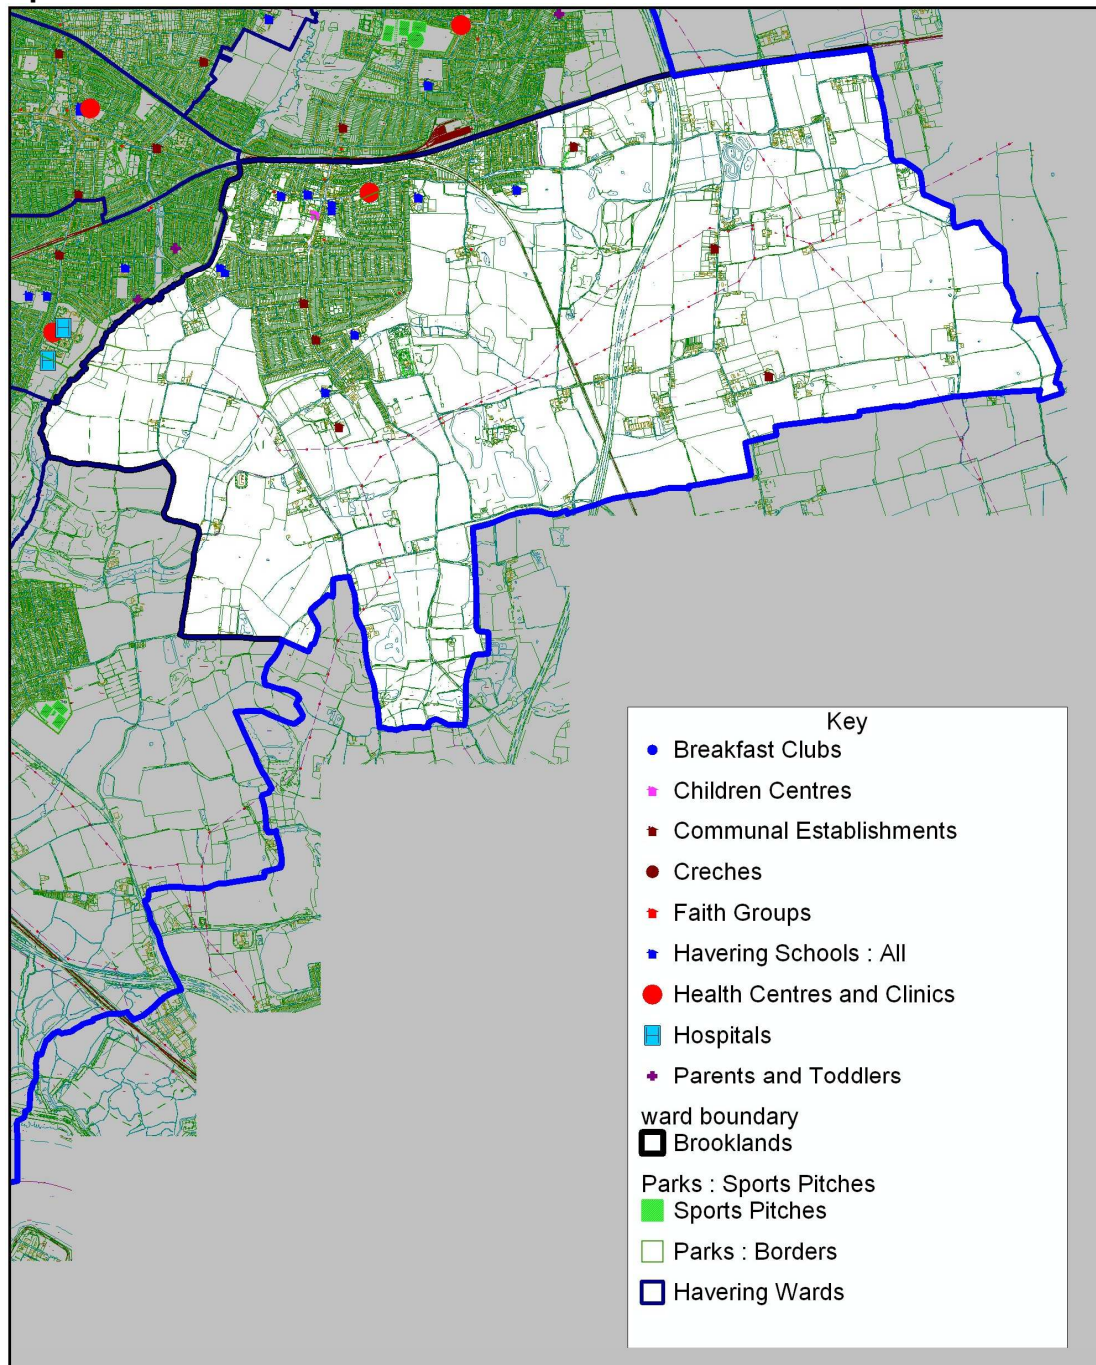 Key
Breakfast Clubs
Children Centres
Communal Establishments
Creches
Faith Groups
Havering Schools : All
Health Centres and Clinics
Hospitals
Parents and Toddlers
ward boundary
Brooklands
Parks : Sports Pitches
Sports Pitches
Parks : Borders
Havering Wards